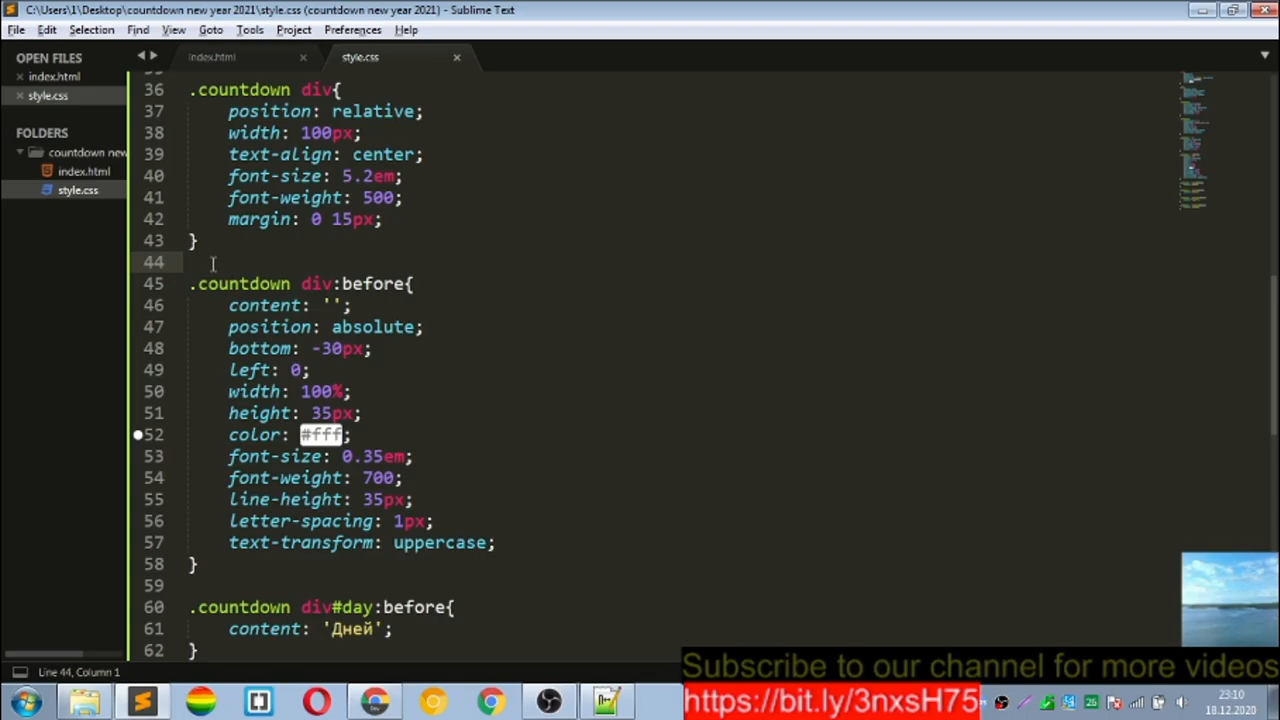 C:\Users\1\Desktop\countdown new year 2021\style.css (countdown new year 2021) - Sublime Text
File Edit Selection Find View Goto Tools Project Preferences Help
OPEN FILES
index.html
style.css
FOLDERS
countdown new
index.html
style.css
index.html style.css
36 .countdown div{
37 position: relative;
38 width: 100px;
39 text-align: center;
40 font-size: 5.2em;
41 font-weight: 500;
42 margin: 0 15px;
43 }
44
45 .countdown div:before{
46 content: '';
47 position: absolute;
48 bottom: -30px;
49 left: 0;
50 width: 100%;
51 height: 35px;
52 color: #fff;
53 font-size: 0.35em;
54 font-weight: 700;
55 line-height: 35px;
56 letter-spacing: 1px;
57 text-transform: uppercase;
58 }
59
60 .countdown div#day:before{
61 content: 'Дней';
62 }
Line 44, Column 1
Subscribe to our channel for more videos
https://bit.ly/3nxsH75
26
23:10
18.12.2020